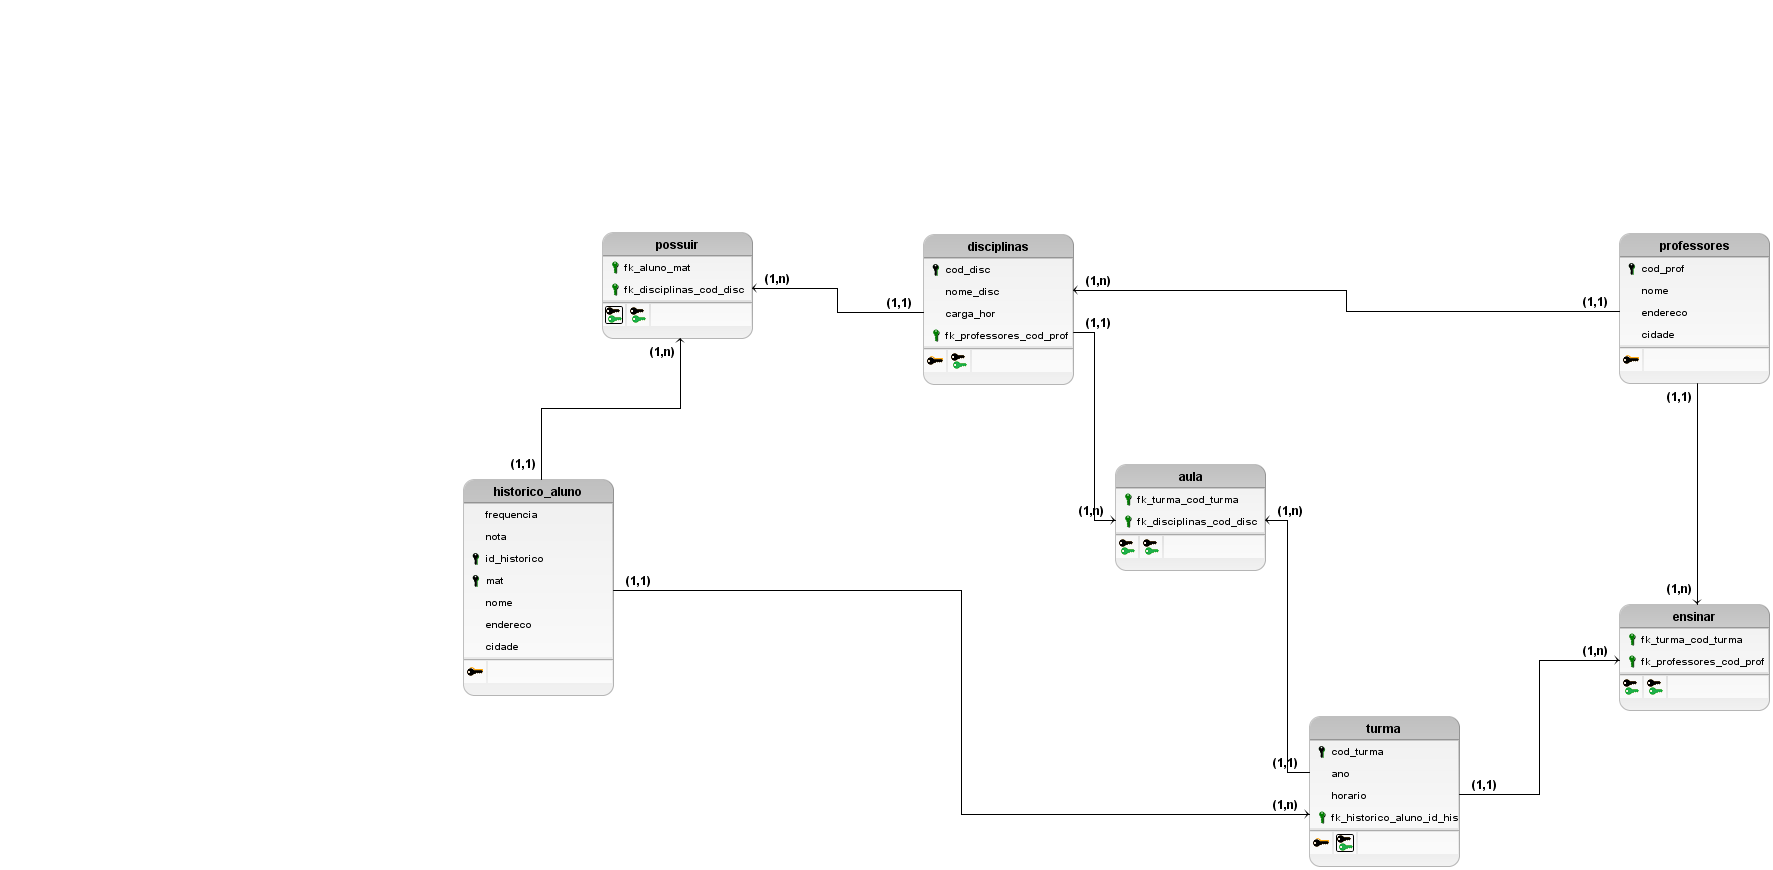 possuir
fk_aluno_mat
fk_disciplinas_cod_disc
(1,n)
(1,n)
disciplinas
cod_disc
nome_disc
carga_hor
fk_professores_cod_prof
(1,1)
(1,n)
(1,1)
professores
cod_prof
nome
endereco
cidade
(1,1)
(1,1)
historico_aluno
frequencia
nota
id_historico
mat
nome
endereco
cidade
(1,1)
(1,1)
aula
fk_turma_cod_turma
fk_disciplinas_cod_disc
(1,n)
(1,n)
ensinar
fk_turma_cod_turma
fk_professores_cod_prof
(1,n)
(1,n)
turma
cod_turma
ano
horario
fk_historico_aluno_id_his
(1,1)
(1,n)
(1,1)